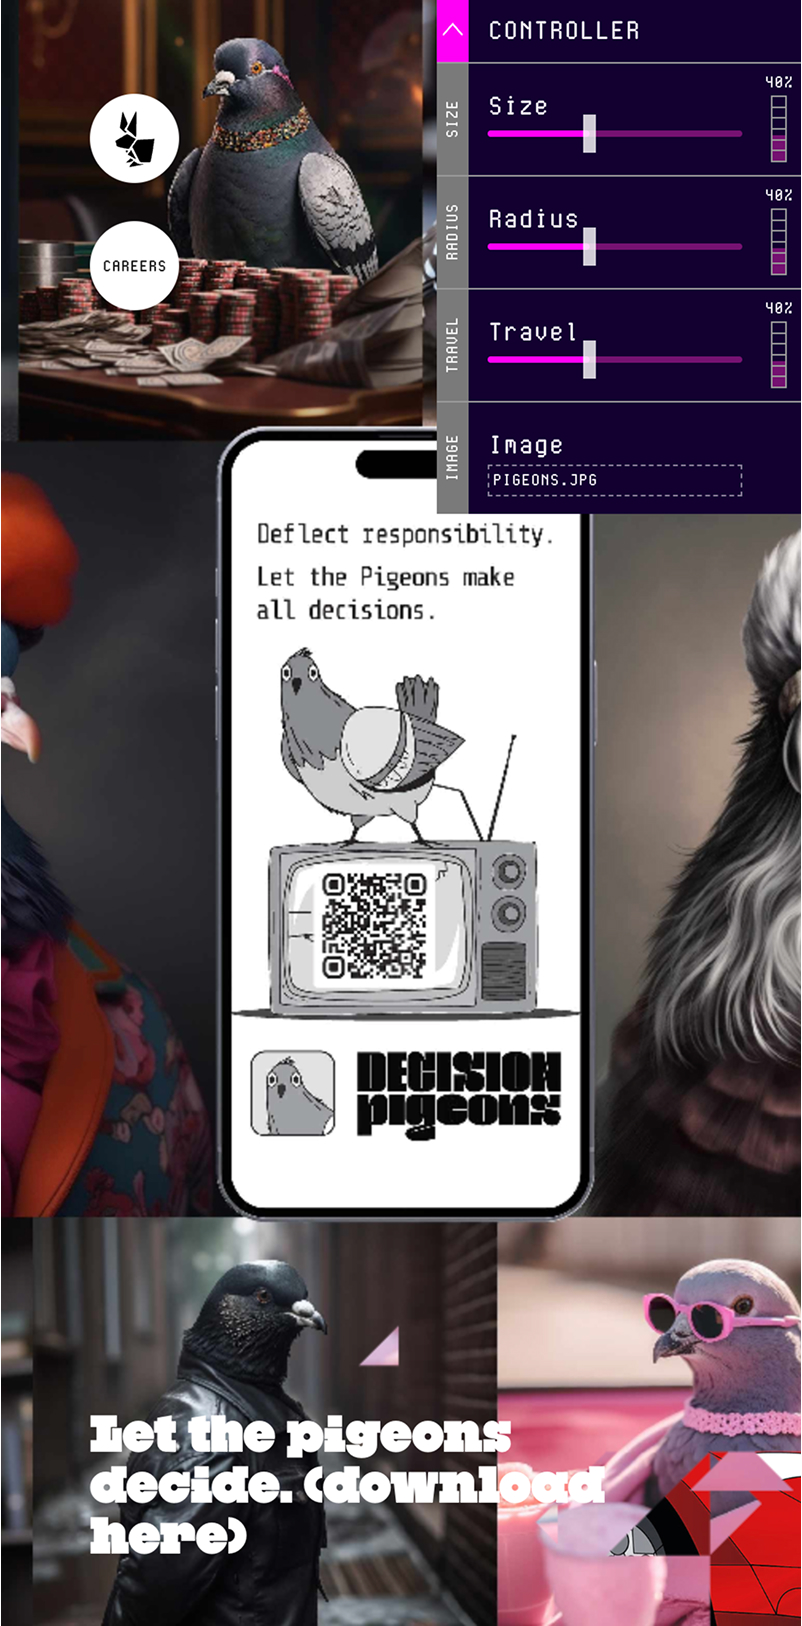 CAREERS
CONTROLLER
SIZE
Size
40%
RADIUS
Radius
40%
TRAVEL
Travel
40%
IMAGE
Image
PIGEONS.JPG
Deflect responsibility.
Let the Pigeons make
all decisions.
DECISION
pigeons
Let the pigeons
decide. (download
here)